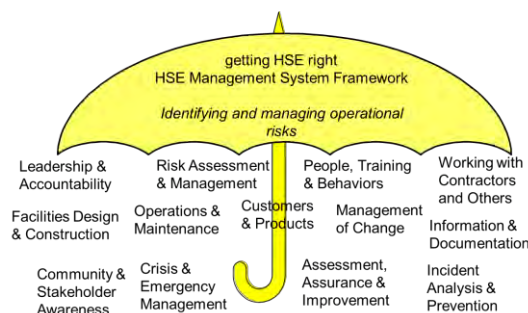 getting HSE right
HSE Management System Framework
Identifying and managing operational
risks
Leadership &
Accountability
Risk Assessment
& Management
People, Training
& Behaviors
Working with
Contractors
and Others
Facilities Design
& Construction
Operations &
Maintenance
Customers
& Products
Management
of Change
Information &
Documentation
Community &
Stakeholder
Awareness
Crisis &
Emergency
Management
Assessment,
Assurance &
Improvement
Incident
Analysis &
Prevention